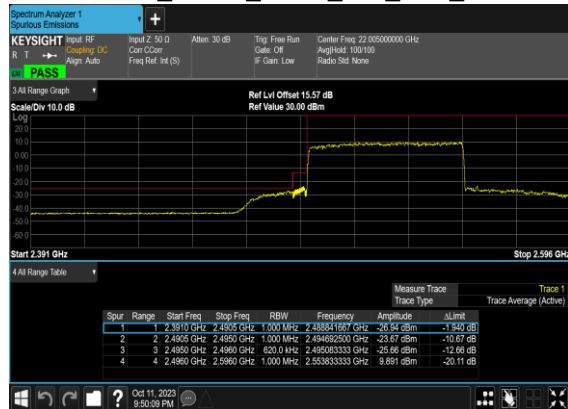 Spectrum Analyzer 1
Spurious Emissions
KEYSIGHT Input: RF Input Z: 50 Ω Atten: 30 dB Trig: Free Run Center Freq: 22.005000000 GHz
R T Coupling: DC Corr CCorr Gate: Off Avg|Hold: 100/100
Align: Auto Freq Ref: Int (S) IF Gain: Low Radio Std: None
PASS
3 All Range Graph
Ref Lvl Offset 15.57 dB
Scale/Div 10.0 dB Ref Value 30.00 dBm
Log
20.0
10.0
0.00
-10.0
-20.0
-30.0
-40.0
-50.0
-60.0
Start 2.391 GHz Stop 2.596 GHz
4 All Range Table
Measure Trace Trace 1
Trace Type Trace Average (Active)
Spur Range Start Freq Stop Freq RBW Frequency Amplitude ΔLimit
1 1 2.3910 GHz 2.4905 GHz 1.000 MHz 2.488841667 GHz -26.94 dBm -1.940 dB
2 2 2.4905 GHz 2.4950 GHz 1.000 MHz 2.494692500 GHz -23.67 dBm -10.67 dB
3 3 2.4950 GHz 2.4960 GHz 620.0 kHz 2.495083333 GHz -25.66 dBm -12.66 dB
4 4 2.4960 GHz 2.5960 GHz 1.000 MHz 2.553833333 GHz 9.891 dBm -20.11 dB
Oct 11, 2023
9:50:09 PM